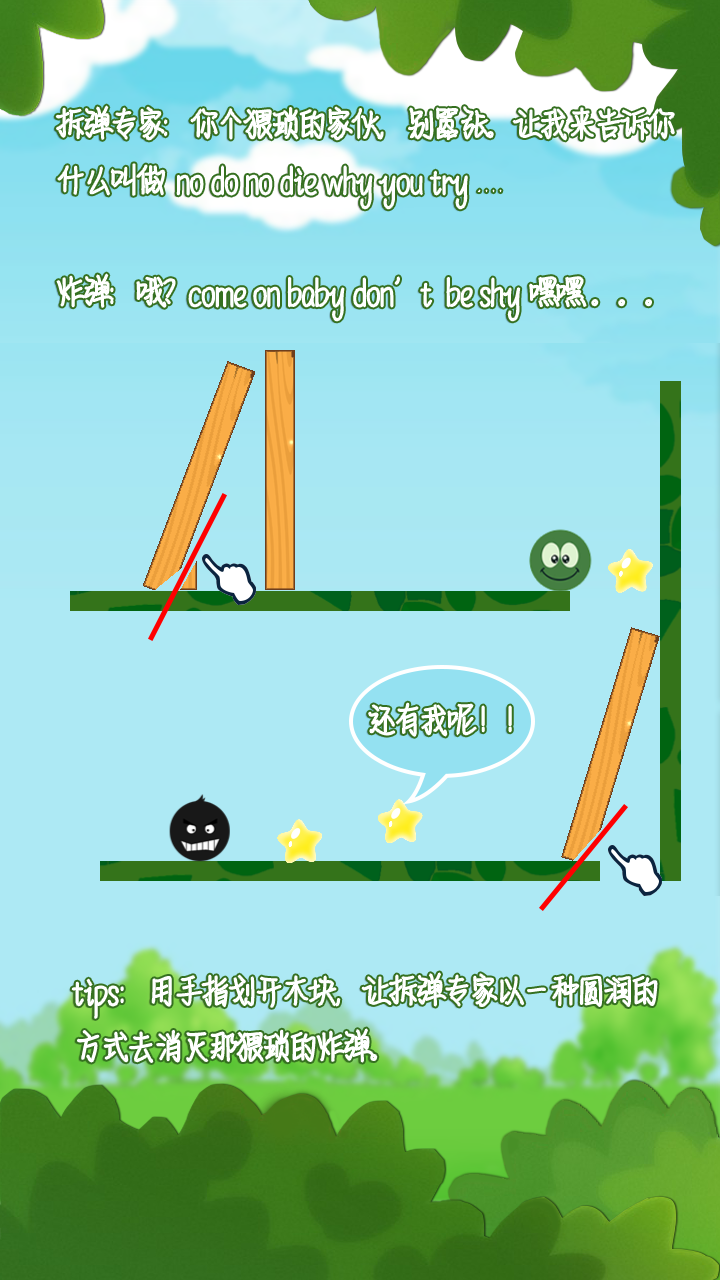 拆弹专家: 你个猥琐的家伙, 别嚣张. 让我来告诉你
什么叫做 no do no die why you try ....
炸弹: 哦? come on baby don’t be shy 嘿嘿。。。
还有我呢！！
tips: 用手指划开木块, 让拆弹专家以一种圆润的
方式去消灭那猥琐的炸弹.